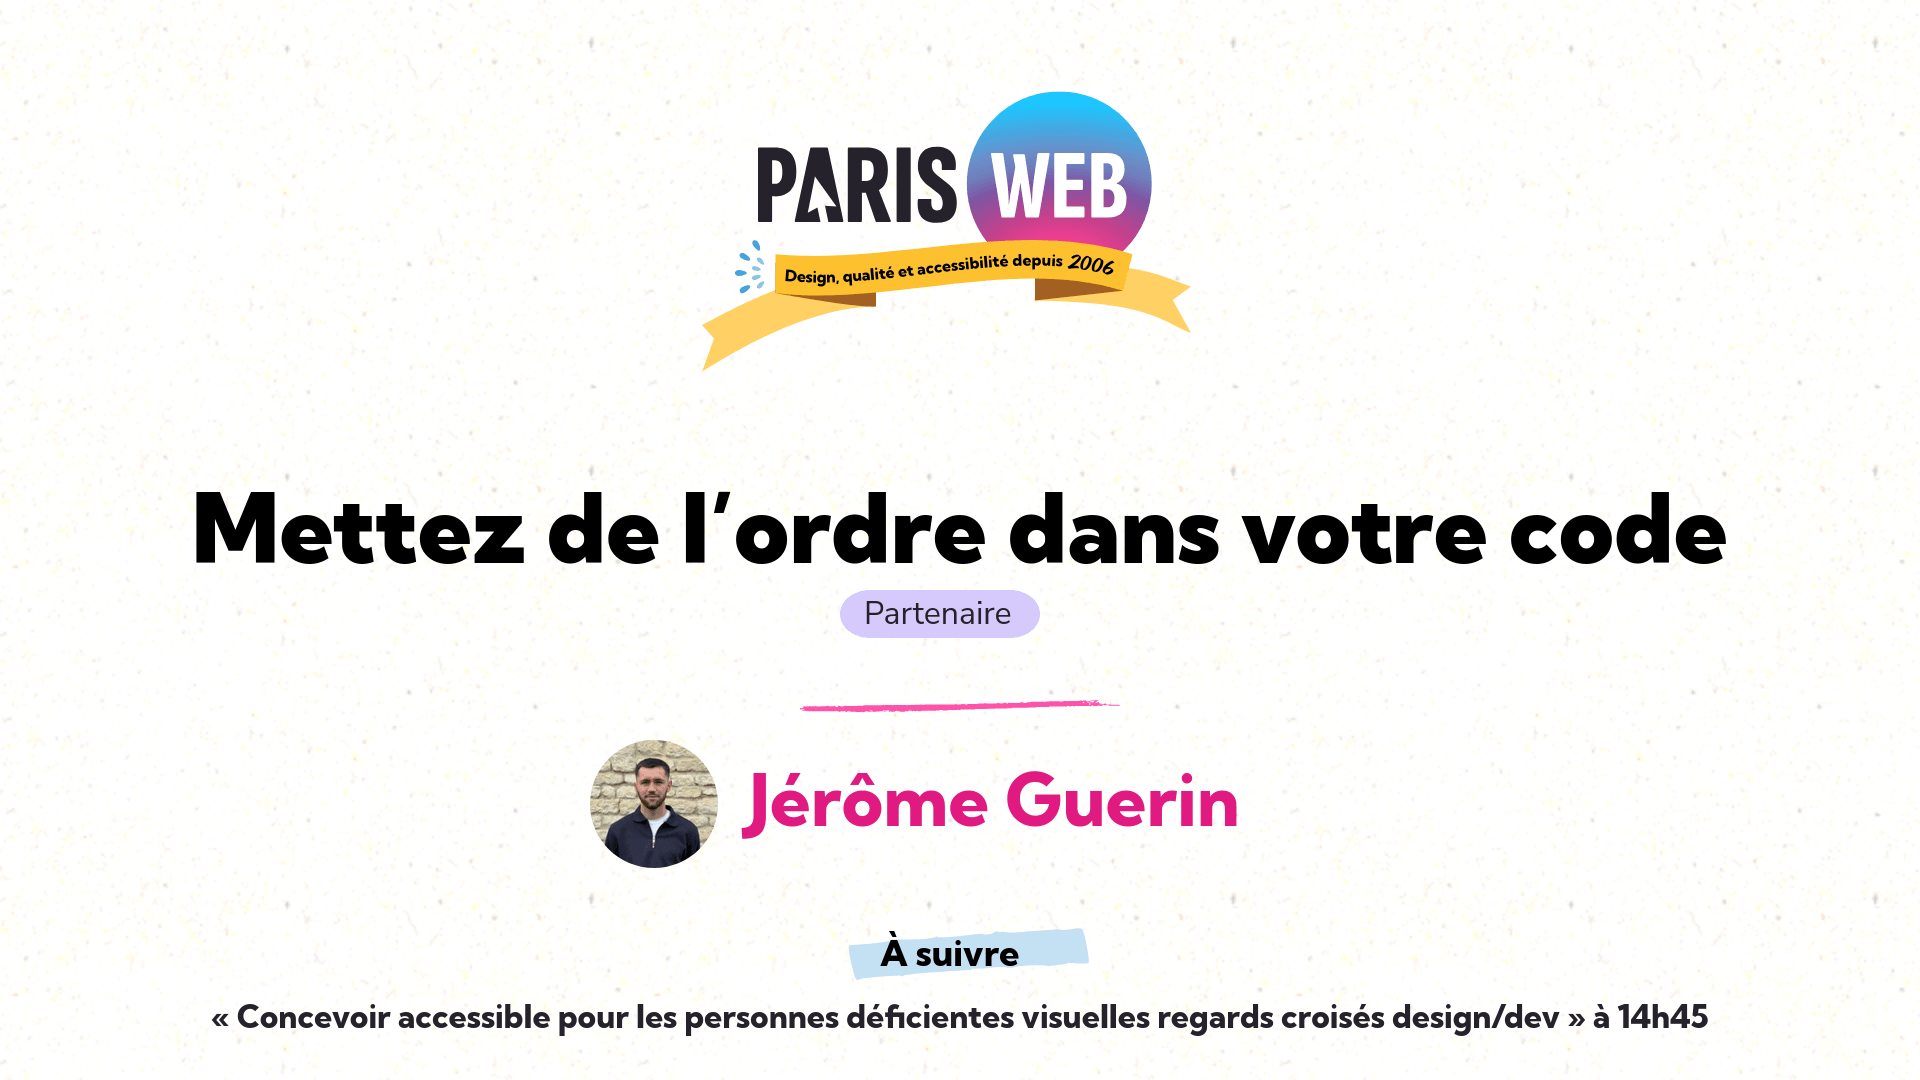 PARIS WEB
Design, qualité et accessibilité depuis 2006
Mettez de l’ordre dans votre code
Partenaire
Jérôme Guerin
À suivre
« Concevoir accessible pour les personnes déficientes visuelles regards croisés design/dev » à 14h45